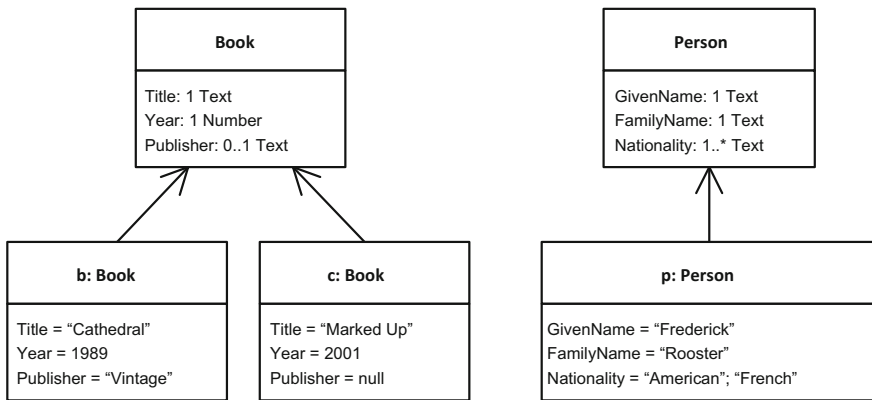 Book
Title: 1 Text
Year: 1 Number
Publisher: 0..1 Text
Person
GivenName: 1 Text
FamilyName: 1 Text
Nationality: 1..* Text
b: Book
Title = “Cathedral”
Year = 1989
Publisher = “Vintage”
c: Book
Title = “Marked Up”
Year = 2001
Publisher = null
p: Person
GivenName = “Frederick”
FamilyName = “Rooster”
Nationality = “American”; “French”